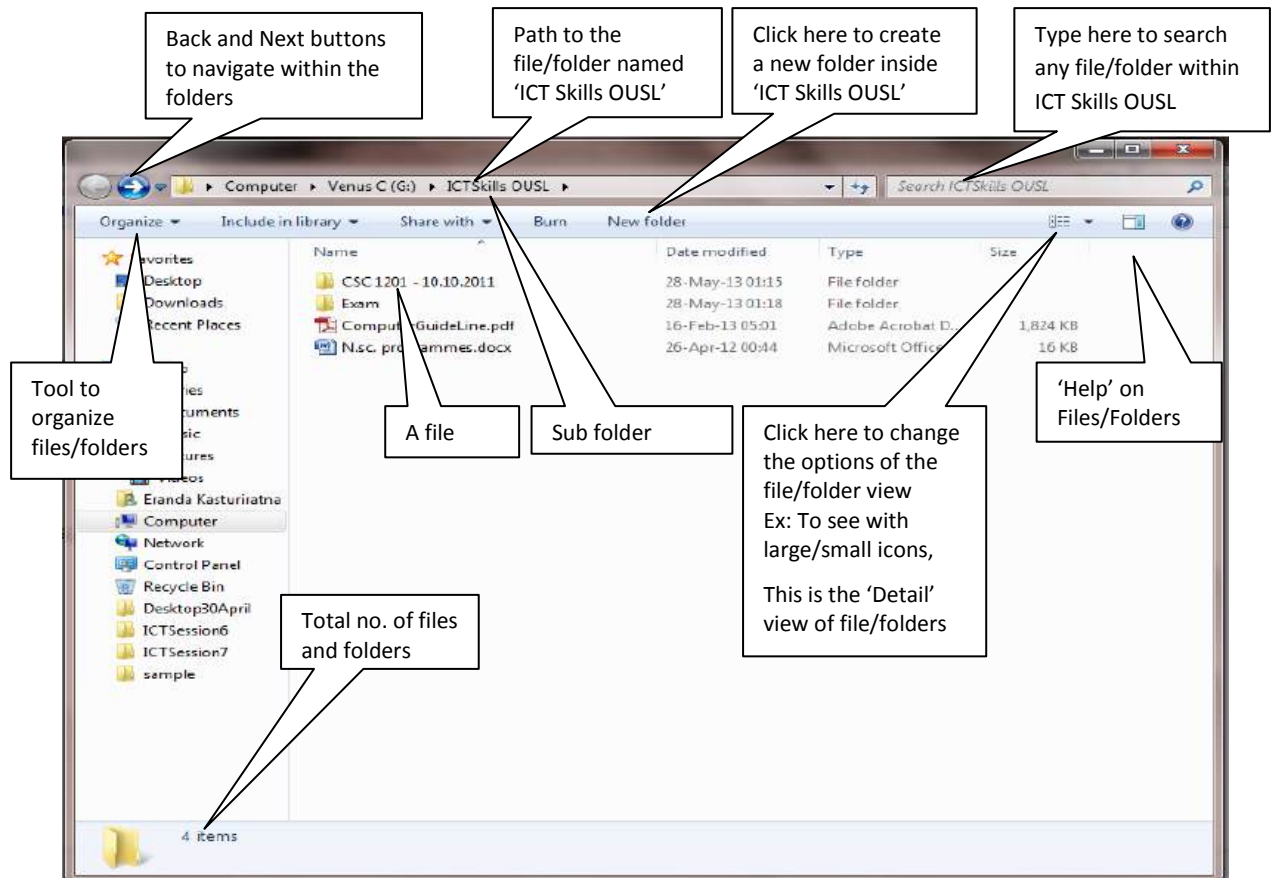 Back and Next buttons
to navigate within the
folders
Path to the
file/folder named
‘ICT Skills OUSL’
Click here to create
a new folder inside
‘ICT Skills OUSL’
Type here to search
any file/folder within
ICT Skills OUSL
Computer Venus C (G:) ICTSkills OUSL
Search ICTSkills OUSL
Organize Include in library Share with Burn New folder
Name Date modified Type Size
CSC 1201 - 10.10.2011 28-May-13 01:15 File folder
Exam 28-May-13 01:18 File folder
16-Feb-13 05:01 Adobe Acrobat D... 1,824 KB
26-Apr-12 00:44 Microsoft Office 16 KB
avorites
Desktop
ownloads
ecent Places
Tool to
organize
files/folders
A file
Sub folder
Click here to change
the options of the
file/folder view
Ex: To see with
large/small icons,
This is the ‘Detail’
view of file/folders
‘Help’ on
Files/Folders
ries
uments
sic
ures
Eranda Kasturiratna
Computer
Network
Control Panel
Recycle Bin
Desktop30April
ICTSession6
ICTSession7
sample
Total no. of files
and folders
4 items